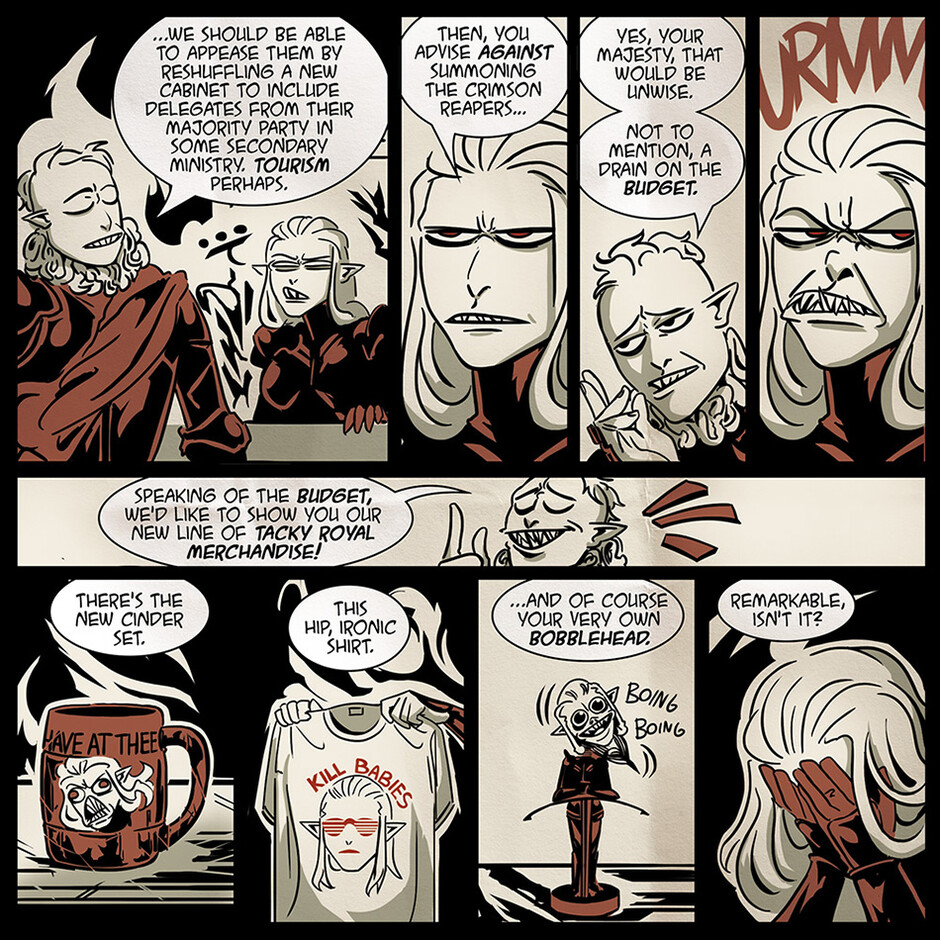 ...WE SHOULD BE ABLE
TO APPEASE THEM BY
RESHUFFLING A NEW
CABINET TO INCLUDE
DELEGATES FROM THEIR
MAJORITY PARTY IN
SOME SECONDARY
MINISTRY. TOURISM
PERHAPS.
THEN, YOU
ADVISE AGAINST
SUMMONING
THE CRIMSON
REAPERS...
YES, YOUR
MAJESTY, THAT
WOULD BE
UNWISE.
NOT TO
MENTION, A
DRAIN ON THE
BUDGET.
URMM
SPEAKING OF THE BUDGET,
WE'D LIKE TO SHOW YOU OUR
NEW LINE OF TACKY ROYAL
MERCHANDISE!
THERE'S THE
NEW CINDER
SET.
HAVE AT THEE
THIS
HIP, IRONIC
SHIRT.
KILL BABIES
...AND OF COURSE
YOUR VERY OWN
BOBBLEHEAD.
BOING
BOING
REMARKABLE,
ISN'T IT?